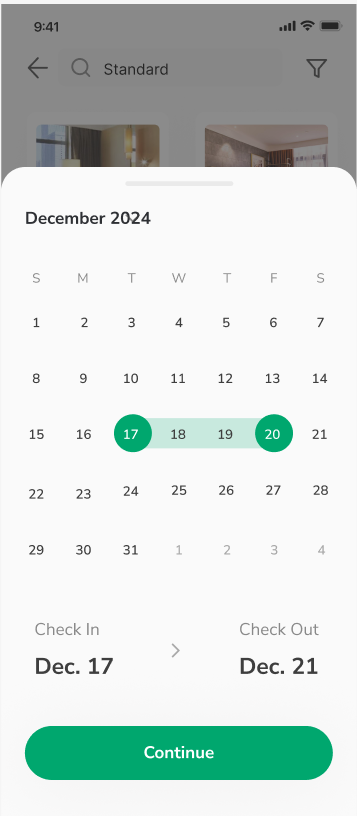 9:41
Standard
December 2024
S M T W T F S
1 2 3 4 5 6 7
8 9 10 11 12 13 14
15 16 17 18 19 20 21
22 23 24 25 26 27 28
29 30 31 1 2 3 4
Check In Check Out
Dec. 17 Dec. 21
Continue